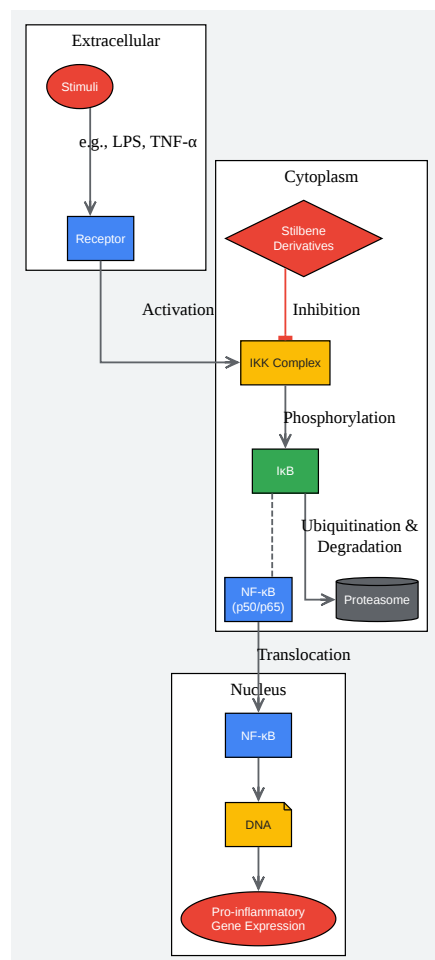 Extracellular
Stimuli
e.g., LPS, TNF-α
Receptor
Cytoplasm
Stilbene
Derivatives
Activation
Inhibition
IKK Complex
Phosphorylation
IκB
Ubiquitination &
Degradation
NF-κB
(p50/p65)
Proteasome
Translocation
Nucleus
NF-κB
DNA
Pro-inflammatory
Gene Expression